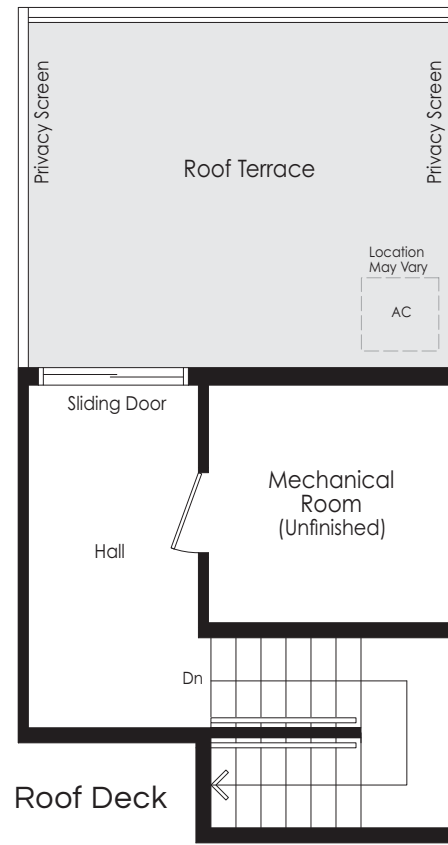 Privacy Screen
Privacy Screen
Roof Terrace
Location
May Vary
AC
Sliding Door
Mechanical
Room
(Unfinished)
Hall
Dn
Roof Deck